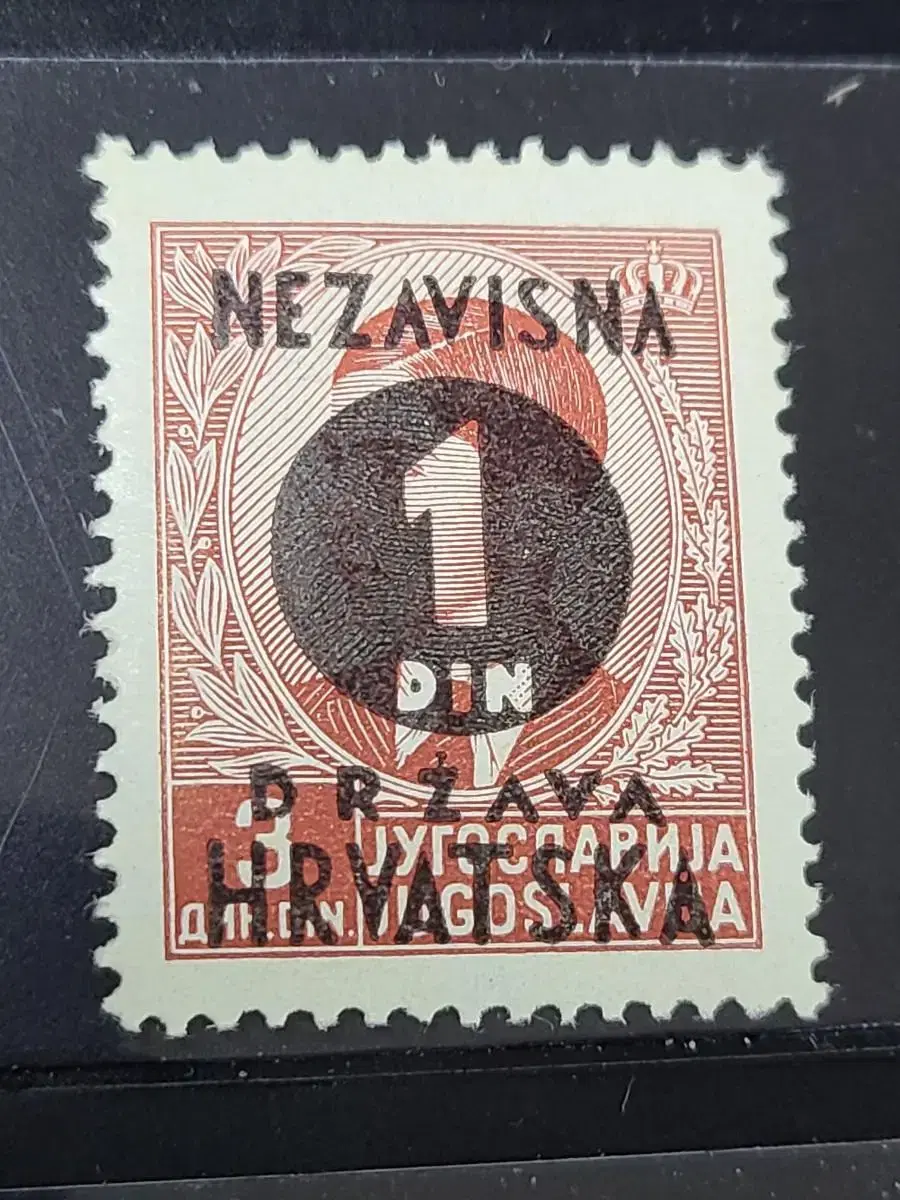 NEZAVISNA
1
DIN
DRŽAVA
HRVATSKA
3
ДИН.DIN.
ЈУГОСЛАВИЈА
JUGOSLAVIJA